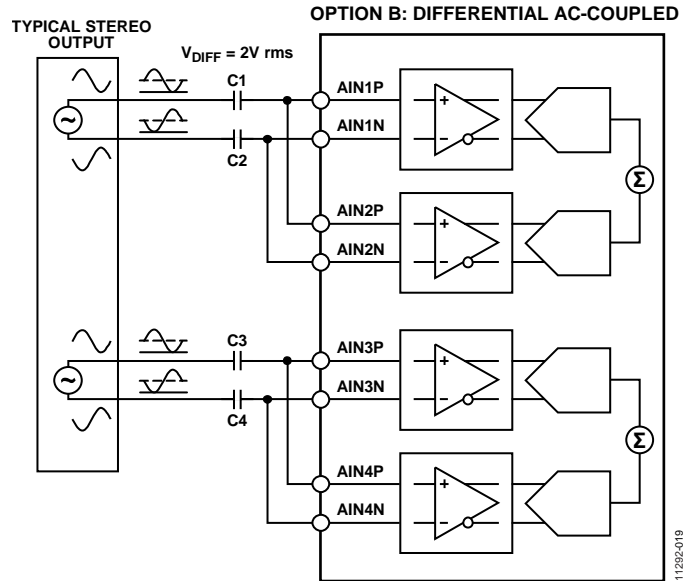 OPTION B: DIFFERENTIAL AC-COUPLED
TYPICAL STEREO
OUTPUT
VDIFF = 2V rms
C1
C2
AIN1P
AIN1N
+
−
Σ
AIN2P
AIN2N
+
−
C3
C4
AIN3P
AIN3N
+
−
Σ
AIN4P
AIN4N
+
−
11292-019